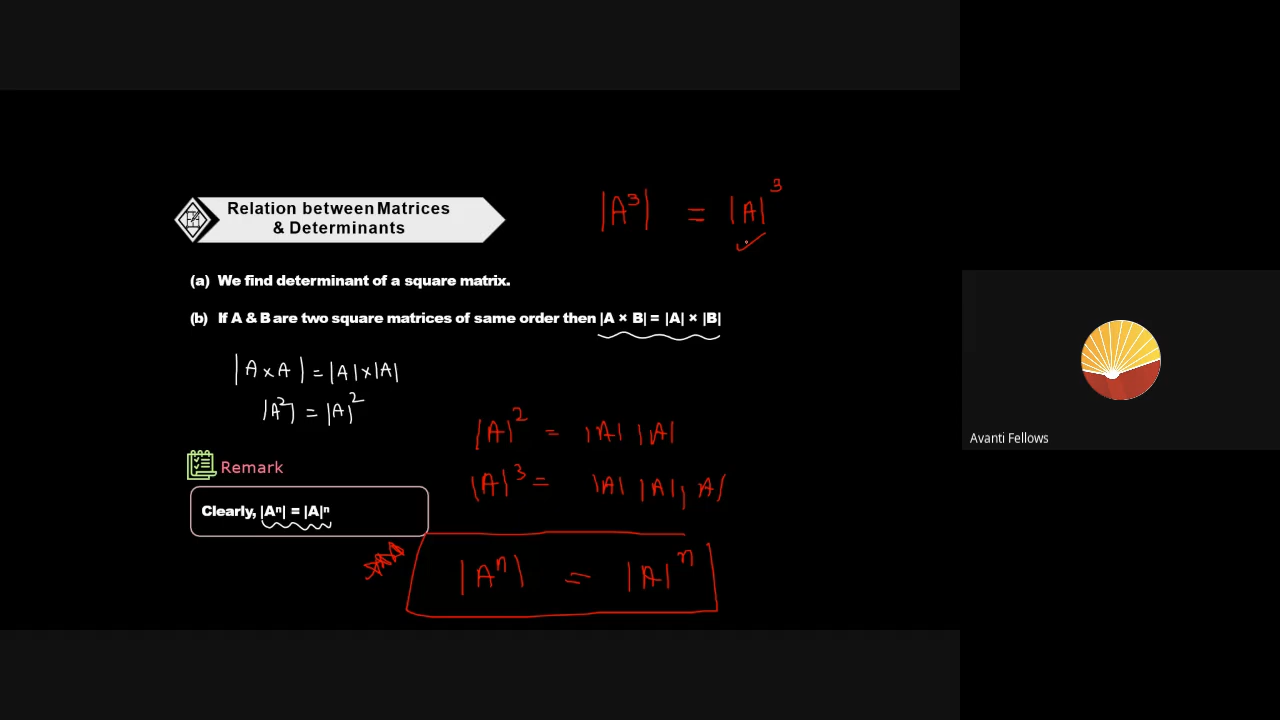 Relation between Matrices
& Determinants
|A³| = |A|³
(a) We find determinant of a square matrix.
(b) If A & B are two square matrices of same order then |A × B| = |A| × |B|
|A × A| = |A| × |A|
|A²| = |A|²
|A|² = |A| |A|
|A|³ = |A| |A| |A|
Remark
Clearly, |Aⁿ| = |A|ⁿ
|Aⁿ| = |A|ⁿ
Avanti Fellows